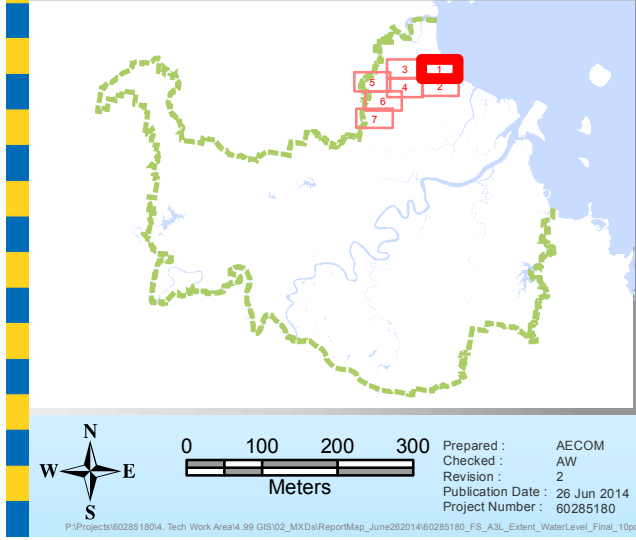 3 1
5 4 2
6
7
N
W E
S
0 100 200 300
Meters
Prepared : AECOM
Checked : AW
Revision : 2
Publication Date : 26 Jun 2014
Project Number : 60285180
P:\Projects\60285180\4. Tech Work Area\4.99 GIS\02_MXDs\ReportMap_June262014\60285180_FS_A3L_Extent_WaterLevel_Final_10p